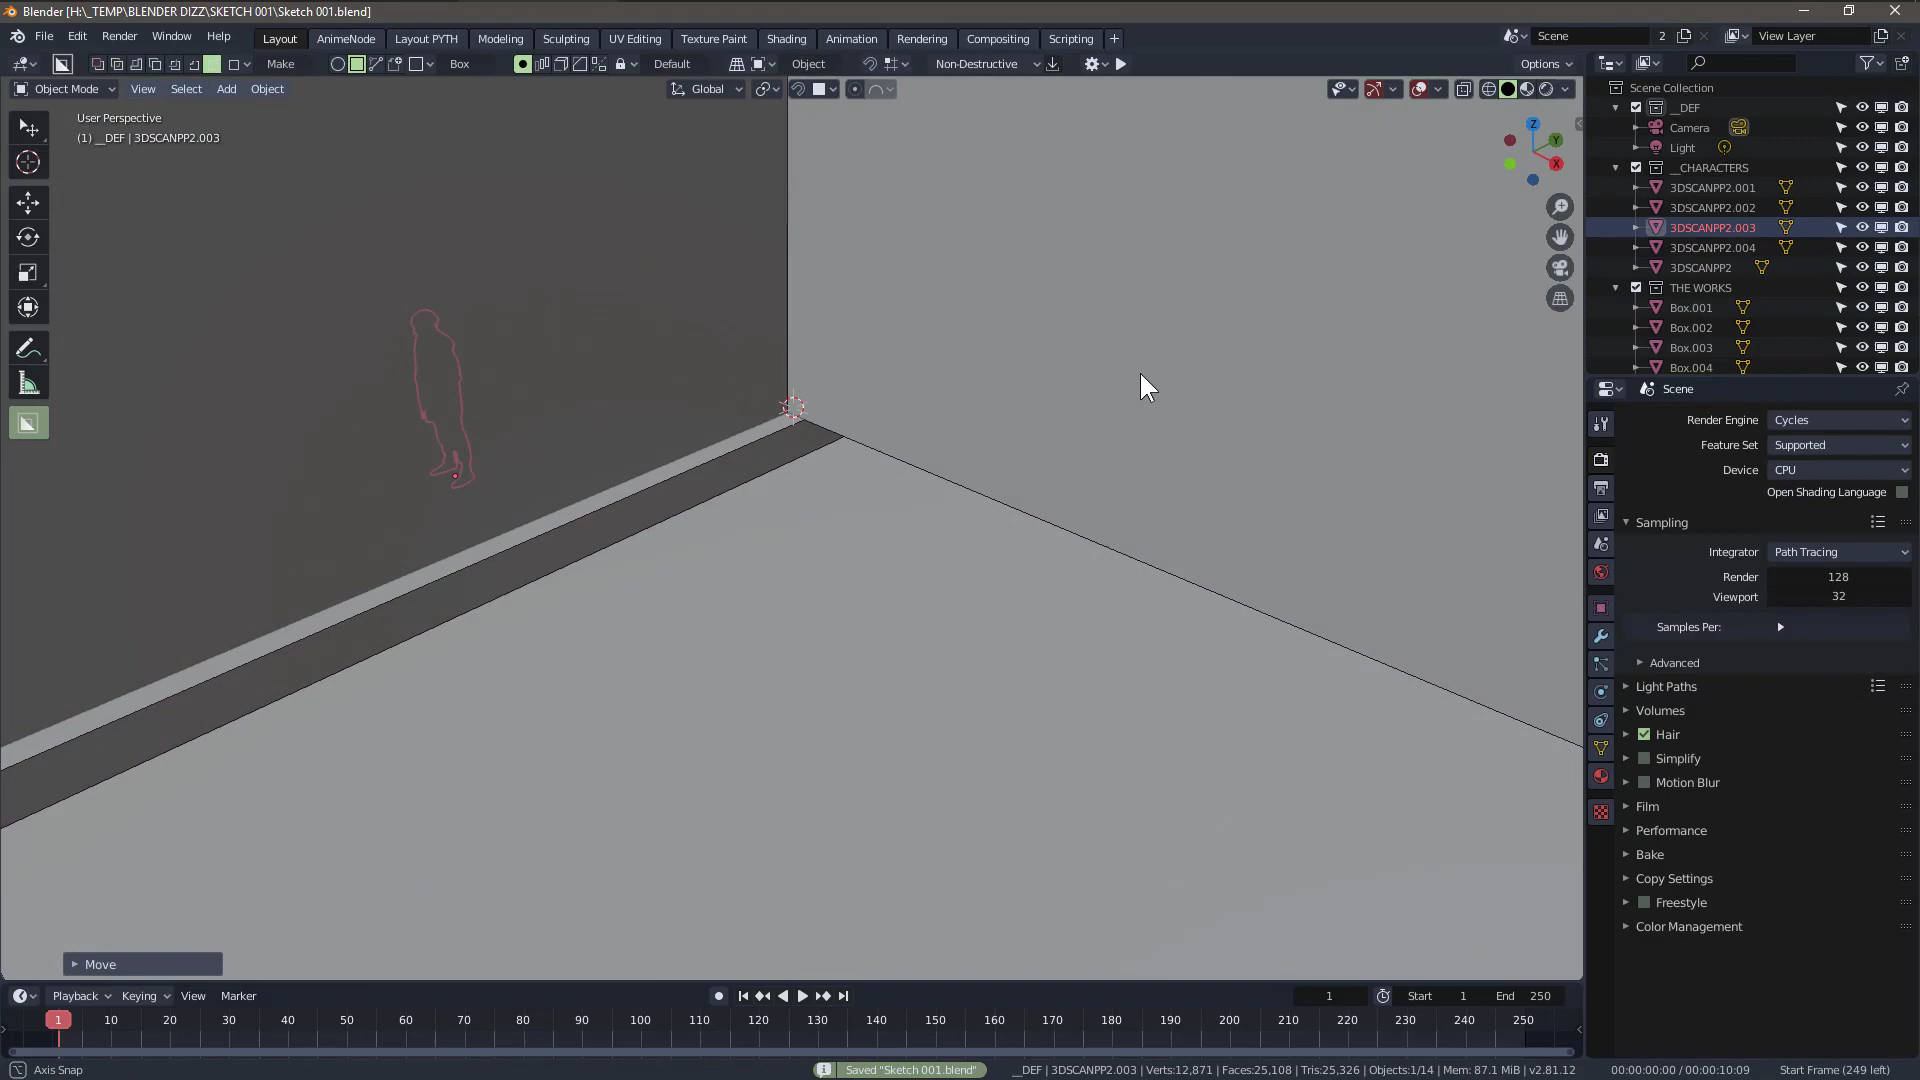 Blender [H:\_TEMP\BLENDER DIZZ\SKETCH 001\Sketch 001.blend]
File Edit Render Window Help Layout AnimeNode Layout PYTH Modeling Sculpting UV Editing Texture Paint Shading Animation Rendering Compositing Scripting + Scene 2 View Layer
Make Box Default Object Non-Destructive Options
Object Mode View Select Add Object Global
User Perspective
(1) __DEF | 3DSCANPP2.003
Z
Y
X
Scene Collection
__DEF
Camera
Light
__CHARACTERS
3DSCANPP2.001
3DSCANPP2.002
3DSCANPP2.003
3DSCANPP2.004
3DSCANPP2
THE WORKS
Box.001
Box.002
Box.003
Box.004
Scene
Render Engine Cycles
Feature Set Supported
Device CPU
Open Shading Language
Sampling
Integrator Path Tracing
Render 128
Viewport 32
Samples Per:
Advanced
Light Paths
Volumes
Hair
Simplify
Motion Blur
Film
Performance
Bake
Copy Settings
Freestyle
Color Management
Move
Playback Keying View Marker 1 Start 1 End 250
1 10 20 30 40 50 60 70 80 90 100 110 120 130 140 150 160 170 180 190 200 210 220 230 240 250
Axis Snap Saved "Sketch 001.blend" __DEF | 3DSCANPP2.003 | Verts:12,871 | Faces:25,108 | Tris:25,326 | Objects:1/14 | Mem: 87.1 MiB | v2.81.12 00:00:00:00 / 00:00:10:09 Start Frame (249 left)